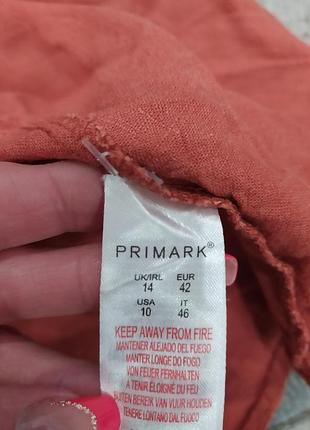 PRIMARK®
UK/IRL EUR
14 42
USA IT
10 46
KEEP AWAY FROM FIRE
MANTENER ALEJADO DEL FUEGO
MANTER LONGE DO FOGO
VON FEUER FERNHALTEN
A TENIR ÉLOIGNÉ DU FEU
BUITEN BEREIK VAN VUUR HOUDEN
TENERE LONTANO DAL FUOCO